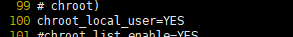 99 # chroot)
100 chroot_local_user=YES
101 #chroot_list_enable=YES